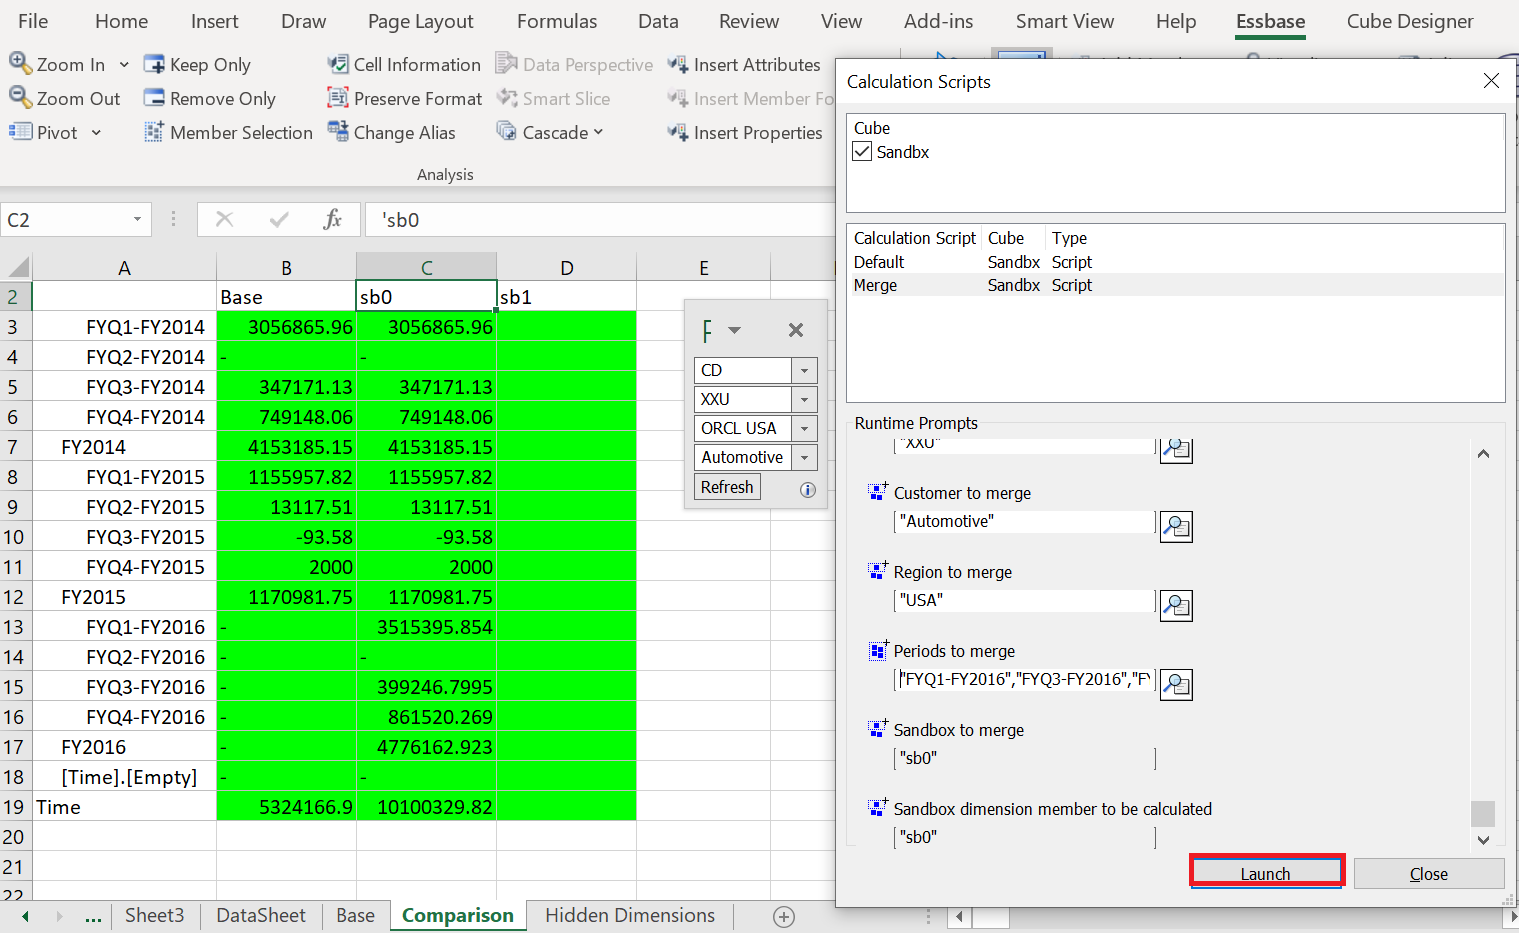 File Home Insert Draw Page Layout Formulas Data Review View Add-ins Smart View Help Essbase Cube Designer
Zoom In Keep Only Cell Information Data Perspective Insert Attributes
Zoom Out Remove Only Preserve Format Smart Slice Insert Member Fo
Pivot Member Selection Change Alias Cascade Insert Properties
Analysis
C2 fx 'sb0
A B C D E
2 Base sb0 sb1
3 FYQ1-FY2014 3056865.96 3056865.96
4 FYQ2-FY2014 - -
5 FYQ3-FY2014 347171.13 347171.13
6 FYQ4-FY2014 749148.06 749148.06
7 FY2014 4153185.15 4153185.15
8 FYQ1-FY2015 1155957.82 1155957.82
9 FYQ2-FY2015 13117.51 13117.51
10 FYQ3-FY2015 -93.58 -93.58
11 FYQ4-FY2015 2000 2000
12 FY2015 1170981.75 1170981.75
13 FYQ1-FY2016 - 3515395.854
14 FYQ2-FY2016 - -
15 FYQ3-FY2016 - 399246.7995
16 FYQ4-FY2016 - 861520.269
17 FY2016 - 4776162.923
18 [Time].[Empty] - -
19 Time 5324166.9 10100329.82
20
21
22
... Sheet3 DataSheet Base Comparison Hidden Dimensions
CD
XXU
ORCL USA
Automotive
Refresh
Calculation Scripts
Cube
Sandbx
Calculation Script Cube Type
Default Sandbx Script
Merge Sandbx Script
Runtime Prompts
"XXU"
Customer to merge
"Automotive"
Region to merge
"USA"
Periods to merge
"FYQ1-FY2016","FYQ3-FY2016","FY
Sandbox to merge
"sb0"
Sandbox dimension member to be calculated
"sb0"
Launch Close